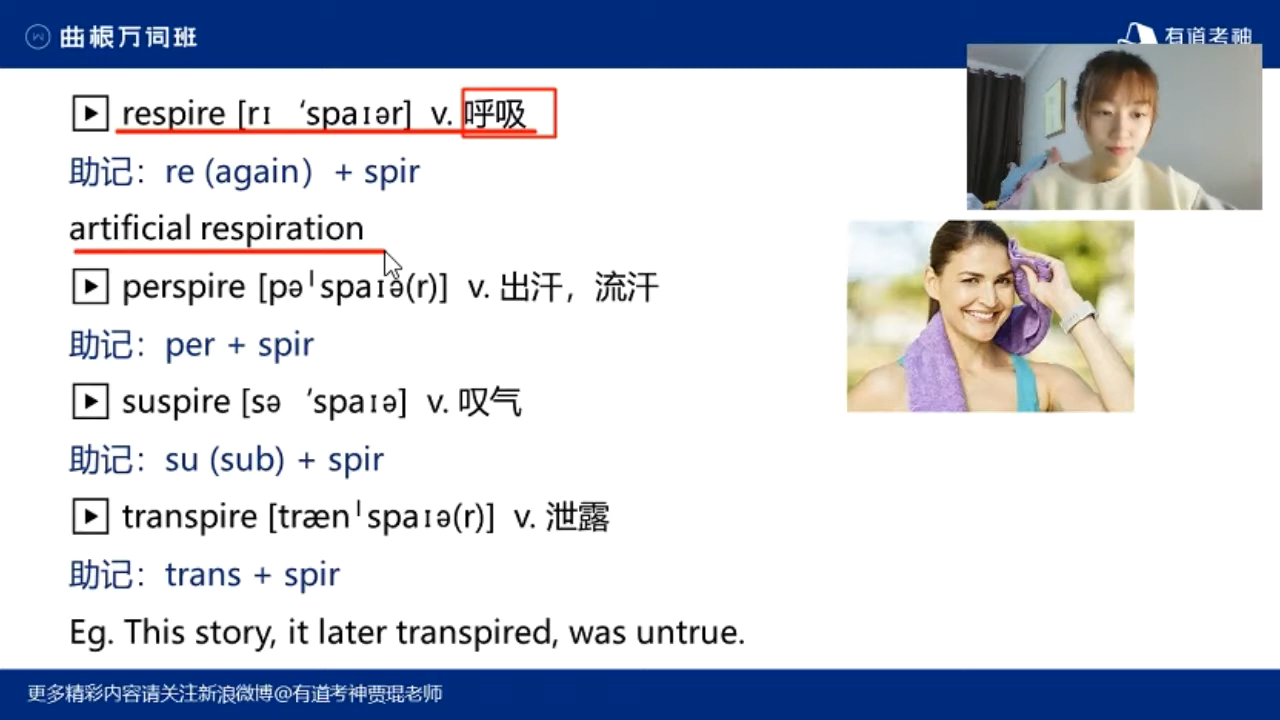 曲根万词班
有道考神
respire [rɪ ‘spaɪər] v. 呼吸
助记：re (again） + spir
artificial respiration
perspire [pəˈspaɪə(r)] v. 出汗，流汗
助记：per + spir
suspire [sə ‘spaɪə] v. 叹气
助记：su (sub) + spir
transpire [trænˈspaɪə(r)] v. 泄露
助记：trans + spir
Eg. This story, it later transpired, was untrue.
更多精彩内容请关注新浪微博@有道考神贾琨老师